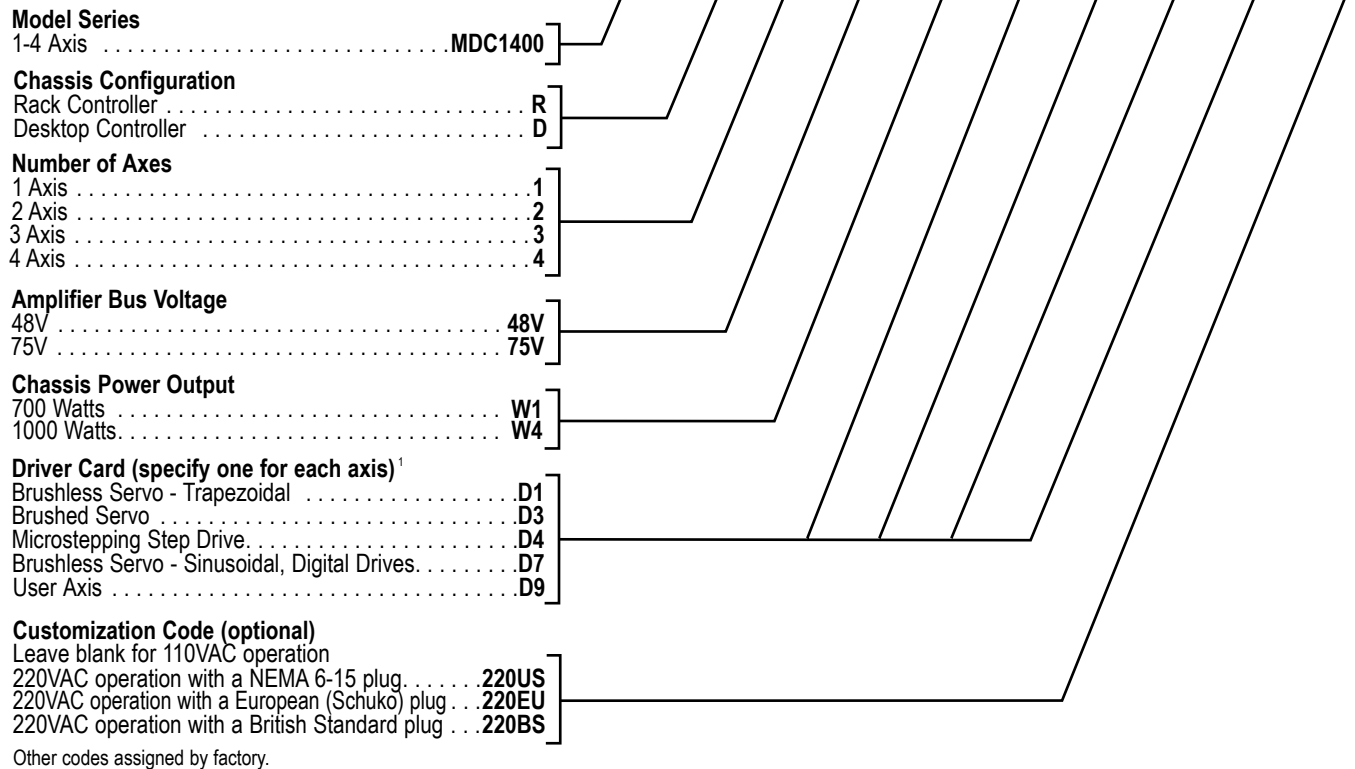 Model Series
1-4 Axis . . . . . . . . . . . . . . . . . . . . . . . . . . . . .MDC1400
Chassis Configuration
Rack Controller . . . . . . . . . . . . . . . . . . . . . . . . . . . . . . R
Desktop Controller . . . . . . . . . . . . . . . . . . . . . . . . . . . D
Number of Axes
1 Axis . . . . . . . . . . . . . . . . . . . . . . . . . . . . . . . . . . . . . .1
2 Axis . . . . . . . . . . . . . . . . . . . . . . . . . . . . . . . . . . . . . .2
3 Axis . . . . . . . . . . . . . . . . . . . . . . . . . . . . . . . . . . . . . . 3
4 Axis . . . . . . . . . . . . . . . . . . . . . . . . . . . . . . . . . . . . . . 4
Amplifier Bus Voltage
48V . . . . . . . . . . . . . . . . . . . . . . . . . . . . . . . . . . . . . 48V
75V . . . . . . . . . . . . . . . . . . . . . . . . . . . . . . . . . . . . . 75V
Chassis Power Output
700 Watts . . . . . . . . . . . . . . . . . . . . . . . . . . . . . . . . W1
1000 Watts. . . . . . . . . . . . . . . . . . . . . . . . . . . . . . . . W4
Driver Card (specify one for each axis) 1
Brushless Servo - Trapezoidal . . . . . . . . . . . . . . . . . .D1
Brushed Servo . . . . . . . . . . . . . . . . . . . . . . . . . . . . . .D3
Microstepping Step Drive. . . . . . . . . . . . . . . . . . . . . . .D4
Brushless Servo - Sinusoidal, Digital Drives. . . . . . . . .D7
User Axis . . . . . . . . . . . . . . . . . . . . . . . . . . . . . . . . . .D9
Customization Code (optional)
Leave blank for 110VAC operation
220VAC operation with a NEMA 6-15 plug. . . . . . .220US
220VAC operation with a European (Schuko) plug . . .220EU
220VAC operation with a British Standard plug . . .220BS
Other codes assigned by factory.